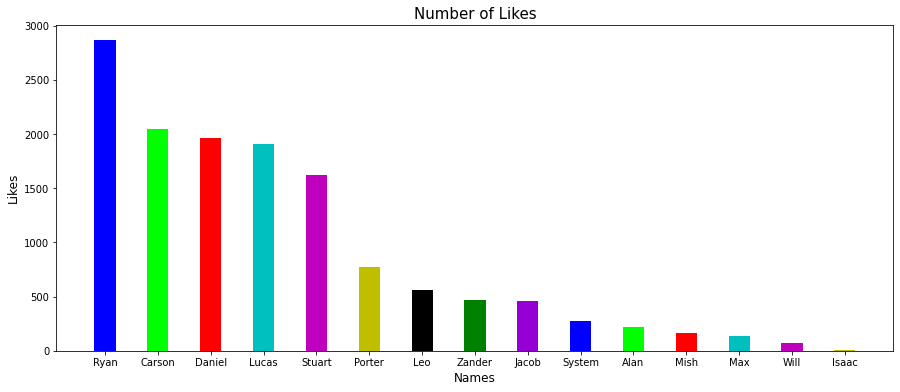 Number of Likes
3000
2500
2000
1500
1000
500
0
Likes
Ryan Carson Daniel Lucas Stuart Porter Leo Zander Jacob System Alan Mish Max Will Isaac
Names